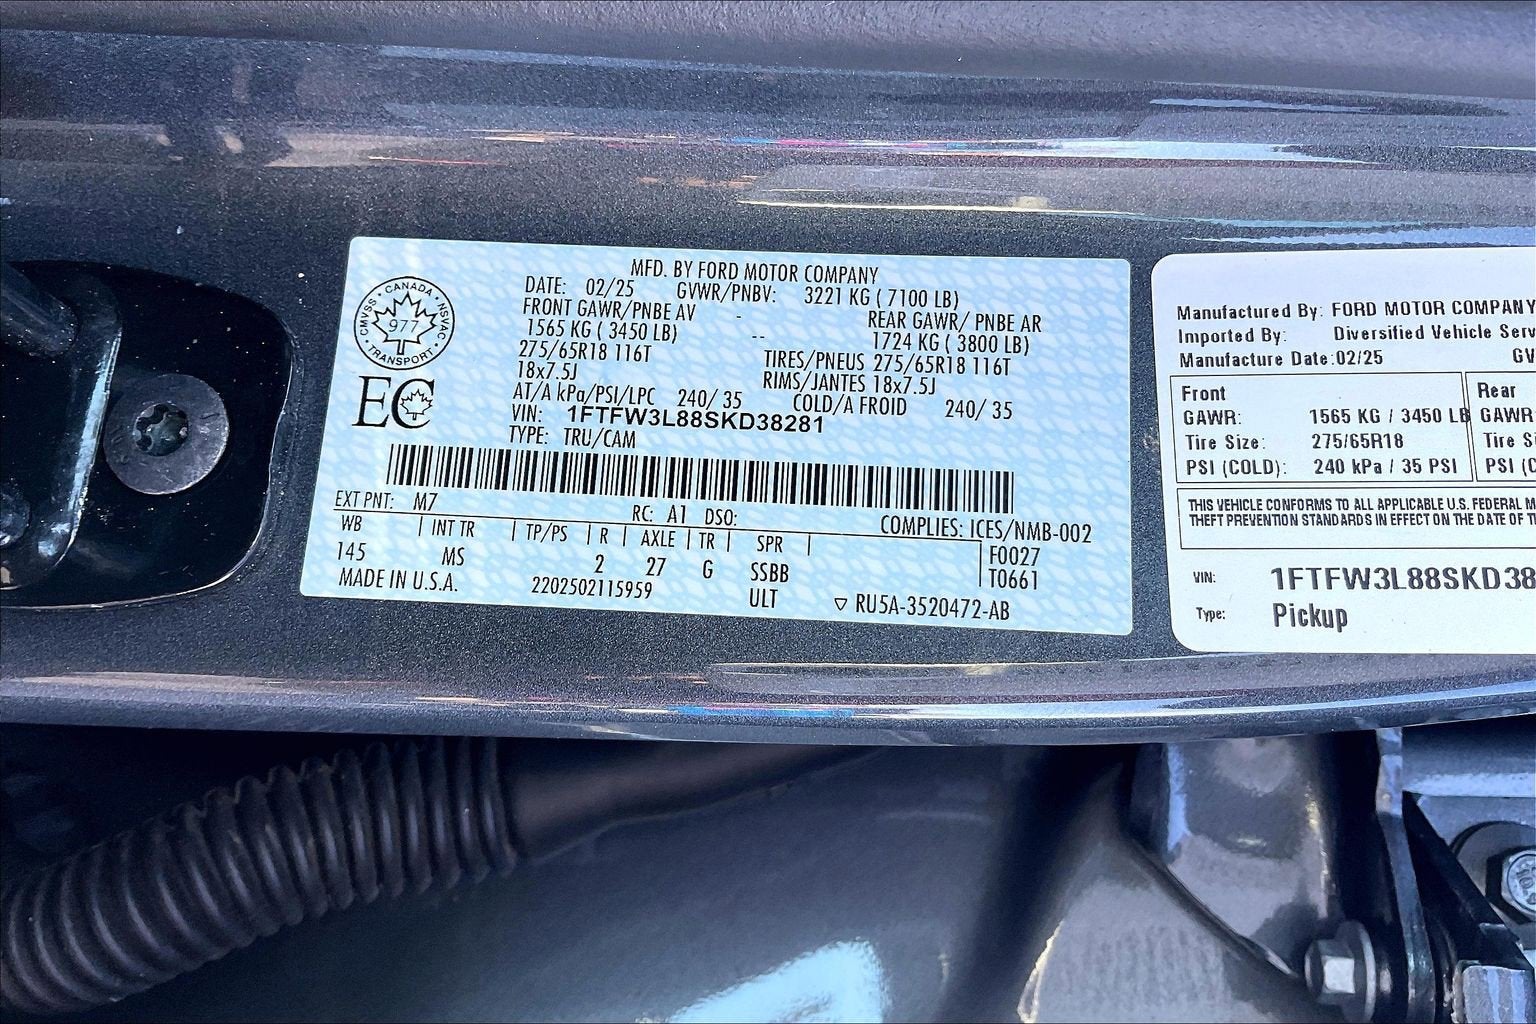 MFD. BY FORD MOTOR COMPANY
DATE: 02/25 GVWR/PNBV: 3221 KG ( 7100 LB)
FRONT GAWR/PNBE AV - REAR GAWR/ PNBE AR
1565 KG ( 3450 LB) -- 1724 KG ( 3800 LB)
275/65R18 116T TIRES/PNEUS 275/65R18 116T
18x7.5J RIMS/JANTES 18x7.5J
AT/A kPa/PSI/LPC 240/ 35 COLD/A FROID 240/ 35
VIN: 1FTFW3L88SKD38281
TYPE: TRU/CAM
CANADA
CMVSS · NSVAC
977
TRANSPORT
EC
EXT PNT: M7 RC: A1 DSO: COMPLIES: ICES/NMB-002
WB | INT TR | TP/PS | R | AXLE | TR | SPR | F0027
145 MS 2 27 G SSBB T0661
MADE IN U.S.A. 2202502115959 ULT ▽ RU5A-3520472-AB
Manufactured By: FORD MOTOR COMPANY
Imported By: Diversified Vehicle Serv
Manufacture Date:02/25 GV
Front
GAWR: 1565 KG / 3450 LB
Tire Size: 275/65R18
PSI (COLD): 240 kPa / 35 PSI
Rear
GAWR
Tire Si
PSI (C
THIS VEHICLE CONFORMS TO ALL APPLICABLE U.S. FEDERAL M
THEFT PREVENTION STANDARDS IN EFFECT ON THE DATE OF
VIN: 1FTFW3L88SKD38
Type: Pickup